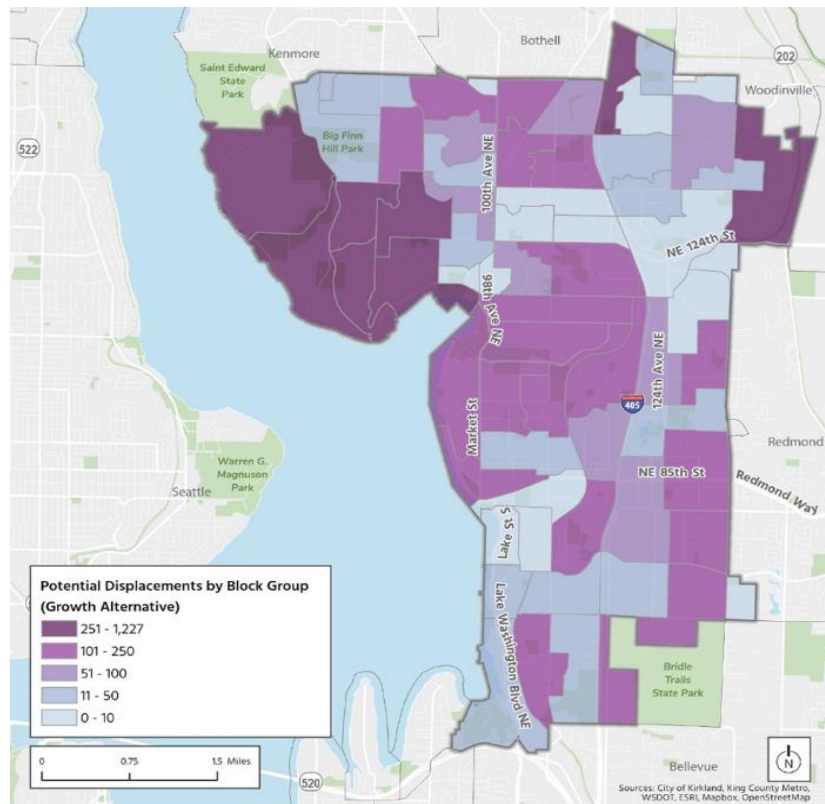 Kenmore
Bothell
202
Woodinville
Saint Edward
State
Park
522
Big Finn
Hill Park
100th Ave NE
NE 124th St
98th Ave NE
124th Ave NE
405
Market St
Redmond
Warren G.
Magnuson
Park
Seattle
NE 85th St
Redmond Way
Lake St S
Lake Washington Blvd NE
Potential Displacements by Block Group
(Growth Alternative)
251 - 1,227
101 - 250
51 - 100
11 - 50
0 - 10
Bridle
Trails
State Park
0 0.75 1.5 Miles
520
Bellevue
N
Sources: City of Kirkland, King County Metro,
WSDOT, ESRI, Mapbox, OpenStreetMap